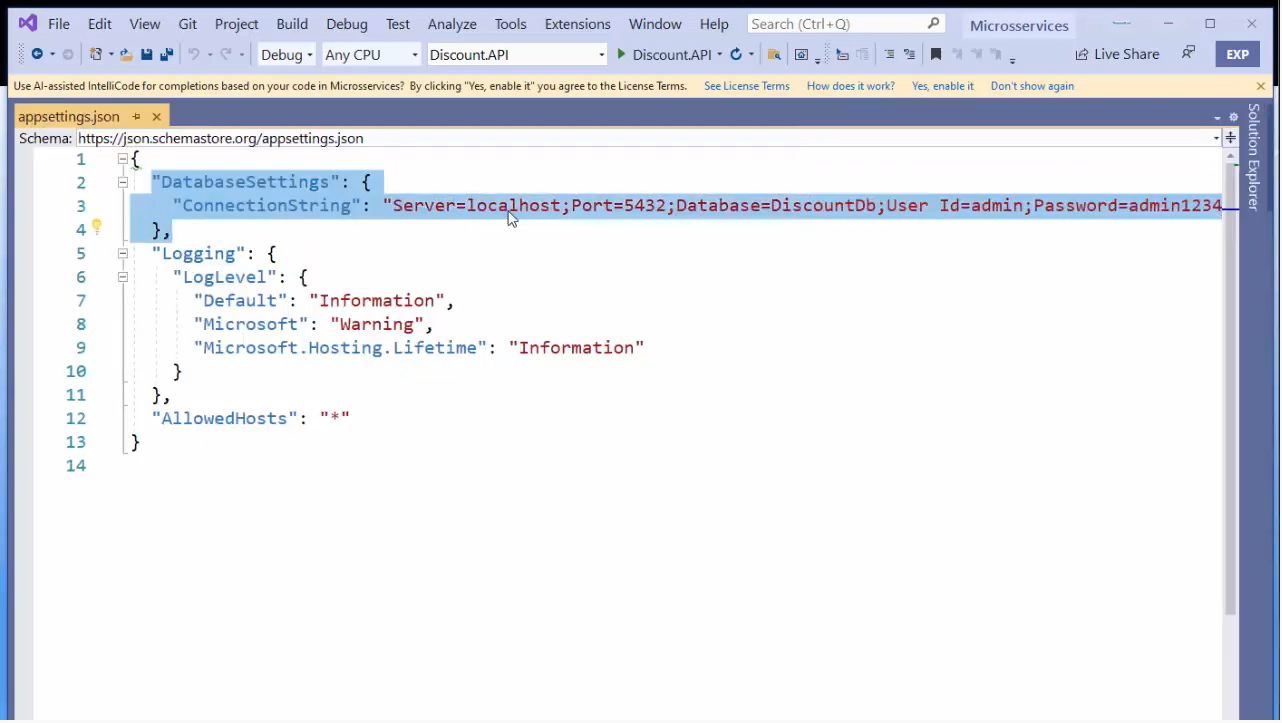 File Edit View Git Project Build Debug Test Analyze Tools Extensions Window Help Search (Ctrl+Q) Microsservices
Debug Any CPU Discount.API Discount.API Live Share EXP
Use AI-assisted IntelliCode for completions based on your code in Microsservices? By clicking "Yes, enable it" you agree to the License Terms. See License Terms How does it work? Yes, enable it Don't show again
appsettings.json
Schema: https://json.schemastore.org/appsettings.json
Solution Explorer
1 {
2 "DatabaseSettings": {
3 "ConnectionString": "Server=localhost;Port=5432;Database=DiscountDb;User Id=admin;Password=admin1234
4 },
5 "Logging": {
6 "LogLevel": {
7 "Default": "Information",
8 "Microsoft": "Warning",
9 "Microsoft.Hosting.Lifetime": "Information"
10 }
11 },
12 "AllowedHosts": "*"
13 }
14